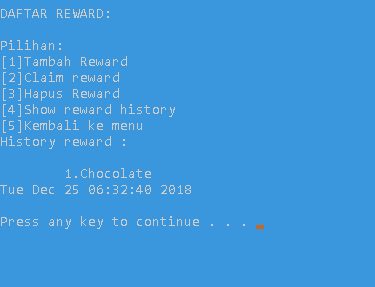 DAFTAR REWARD:
Pilihan:
[1]Tambah Reward
[2]Claim reward
[3]Hapus Reward
[4]Show reward history
[5]Kembali ke menu
History reward :
1.Chocolate
Tue Dec 25 06:32:40 2018
Press any key to continue . . .